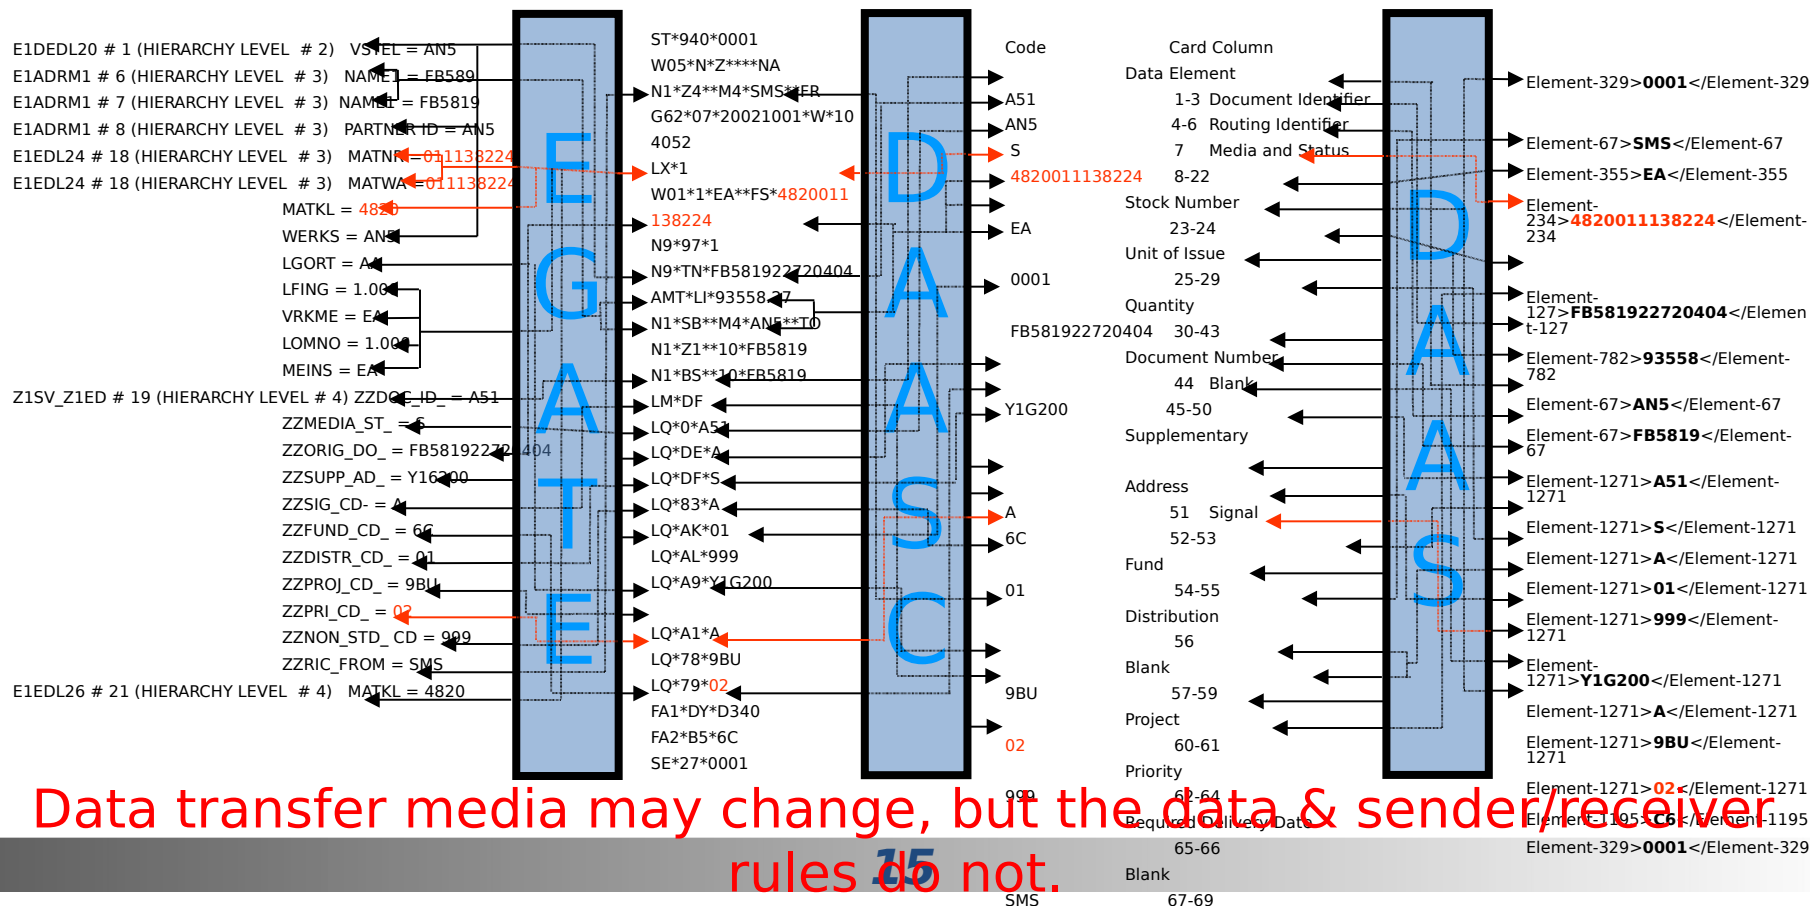 E1DEDL20 # 1 (HIERARCHY LEVEL  # 2)   VSTEL = AN5
E1ADRM1 # 6 (HIERARCHY LEVEL  # 3)   NAME1 = FB589
E1ADRM1 # 7 (HIERARCHY LEVEL  # 3)  NAME1 = FB5819
E1ADRM1 # 8 (HIERARCHY LEVEL  # 3)   PARTNER ID = AN5
E1EDL24 # 18 (HIERARCHY LEVEL  # 3)   MATNR =011138224
E1EDL24 # 18 (HIERARCHY LEVEL  # 3)   MATWA =011138224
MATKL = 4820
WERKS = AN5
LGORT = AA
LFING = 1.000
VRKME = EA
LOMNO = 1.000
MEINS = EA
Z1SV_Z1ED # 19 (HIERARCHY LEVEL # 4) ZZDOC_ID_ = A51
ZZMEDIA_ST_ = S
ZZORIG_DO_ = FB581922720404
ZZSUPP_AD_ = Y16200
ZZSIG_CD- = A
ZZFUND_CD_ = 6C
ZZDISTR_CD_ = 01
ZZPROJ_CD_ = 9BU
ZZPRI_CD_ = 02
ZZNON_STD_ CD = 999
ZZRIC_FROM = SMS
E1EDL26 # 21 (HIERARCHY LEVEL  # 4)   MATKL = 4820
EGATE
ST*940*0001
W05*N*Z****NA
N1*Z4**M4*SMS**FR
G62*07*20021001*W*10
4052
LX*1
W01*1*EA**FS*4820011
138224
N9*97*1
N9*TN*FB581922720404
AMT*LI*93558.37
N1*SB**M4*AN5**TO
N1*Z1**10*FB5819
N1*BS**10*FB5819
LM*DF
LQ*0*A51
LQ*DE*A
LQ*DF*S
LQ*83*A
LQ*AK*01
LQ*AL*999
LQ*A9*Y1G200
LQ*A1*A
LQ*78*9BU
LQ*79*02
FA1*DY*D340
FA2*B5*6C
SE*27*0001
DAASC
Code   Card Column
Data Element
A51   1-3  Document Identifier
AN5   4-6  Routing Identifier
S   7   Media and Status
4820011138224   8-22
Stock Number
EA   23-24
Unit of Issue
0001   25-29
Quantity
FB581922720404   30-43
Document Number
44   Blank
Y1G200   45-50
Supplementary
Address
A   51   Signal
6C   52-53
Fund
01   54-55
Distribution
56
Blank
9BU   57-59
Project
02   60-61
Priority
999   62-64
Required Delivery Date
65-66
Blank
SMS   67-69
DAAS
Element-329>0001</Element-329
Element-67>SMS</Element-67
Element-355>EA</Element-355
Element-
234>4820011138224</Element-
234
Element-
127>FB581922720404</Elemen
t-127
Element-782>93558</Element-
782
Element-67>AN5</Element-67
Element-67>FB5819</Element-
67
Element-1271>A51</Element-
1271
Element-1271>S</Element-1271
Element-1271>A</Element-1271
Element-1271>01</Element-1271
Element-1271>999</Element-
1271
Element-
1271>Y1G200</Element-1271
Element-1271>A</Element-1271
Element-1271>9BU</Element-
1271
Element-1271>02</Element-1271
Element-1195>C6</Element-1195
Element-329>0001</Element-329
Data transfer media may change, but the data & sender/receiver
rules do not.
15